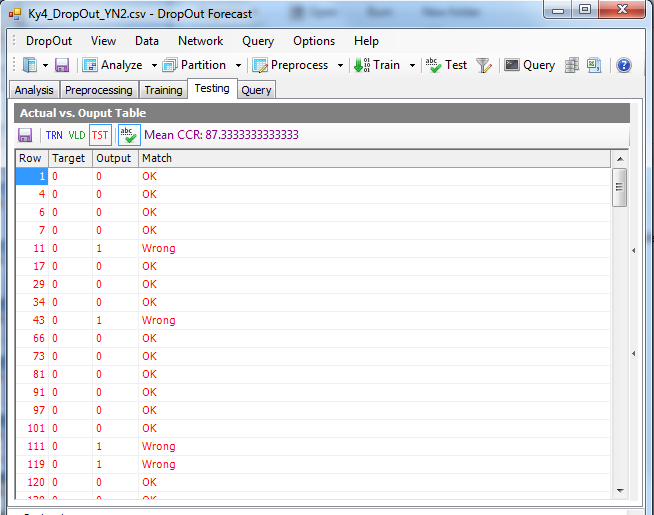 Ky4_DropOut_YN2.csv - DropOut Forecast
DropOut View Data Network Query Options Help
Analyze Partition Preprocess Train Test Query
Analysis Preprocessing Training Testing Query
Actual vs. Ouput Table
TRN VLD TST abc Mean CCR: 87.3333333333333
Row Target Output Match
1 0 0 OK
4 0 0 OK
6 0 0 OK
7 0 0 OK
11 0 1 Wrong
17 0 0 OK
29 0 0 OK
34 0 0 OK
43 0 1 Wrong
66 0 0 OK
73 0 0 OK
81 0 0 OK
91 0 0 OK
97 0 0 OK
101 0 0 OK
111 0 1 Wrong
119 0 1 Wrong
120 0 0 OK